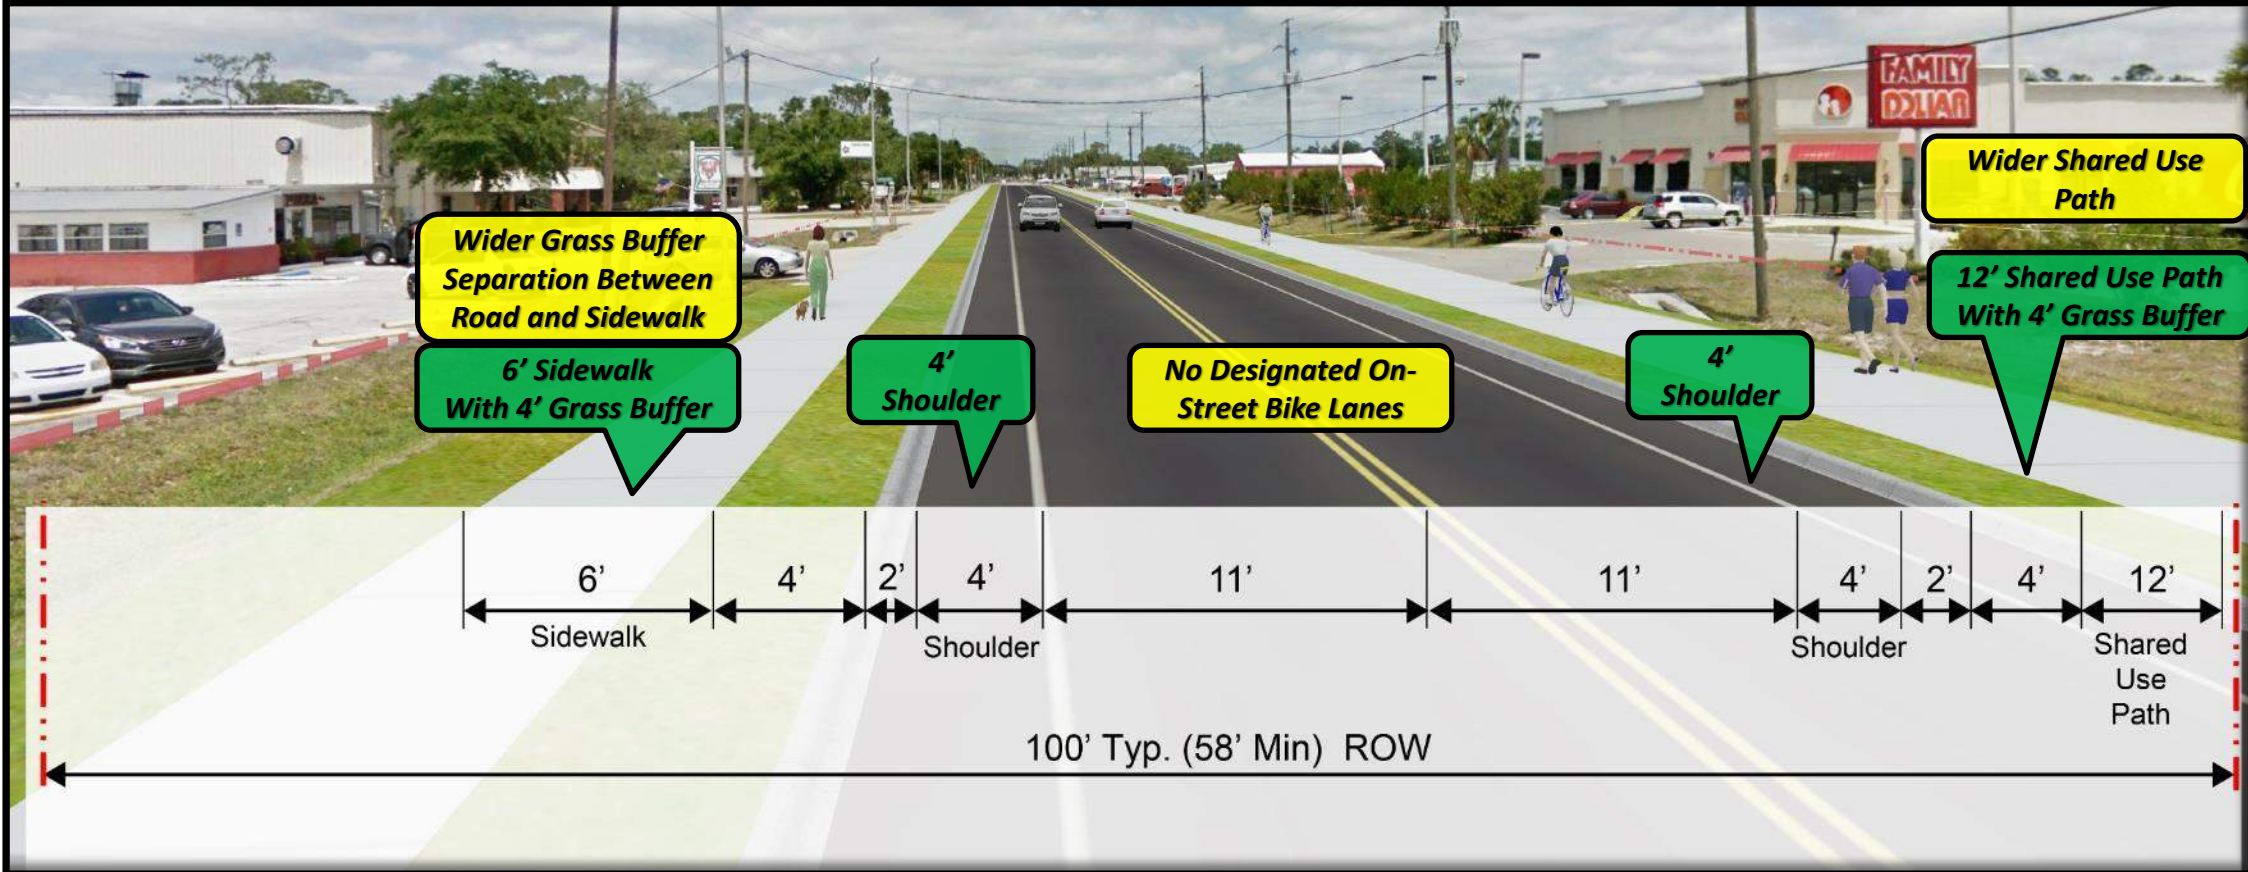 FAMILY
DOLLAR
PIZZA
Wider Shared Use
Path
Wider Grass Buffer
Separation Between
Road and Sidewalk
12’ Shared Use Path
With 4’ Grass Buffer
6’ Sidewalk
With 4’ Grass Buffer
4’
Shoulder
No Designated On-
Street Bike Lanes
4’
Shoulder
6’ 4’ 2’ 4’ 11’ 11’ 4’ 2’ 4’ 12’
Sidewalk Shoulder Shoulder Shared
Use
Path
100’ Typ. (58’ Min) ROW